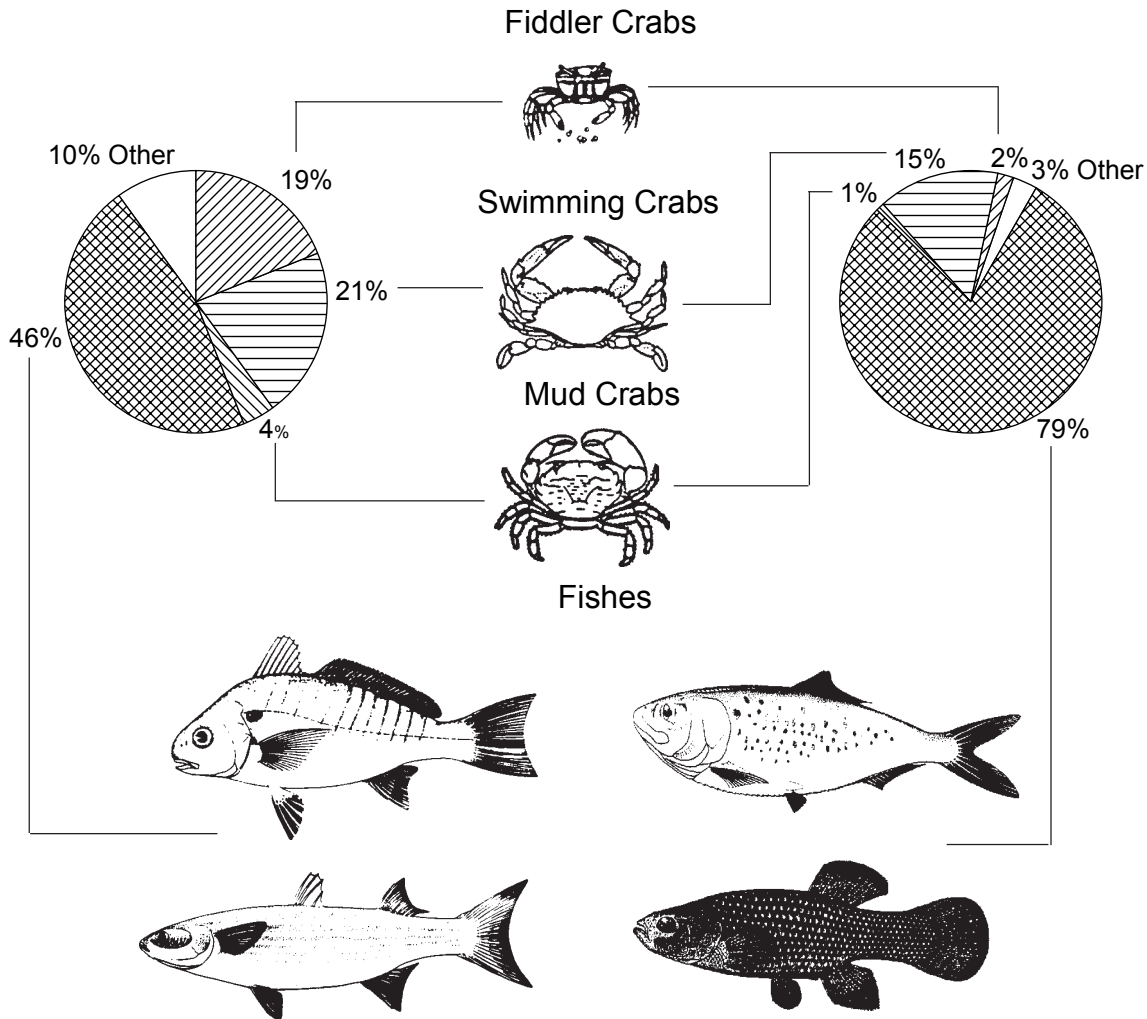 Fiddler Crabs
10% Other
19%
15%
2%
3% Other
1%
Swimming Crabs
21%
46%
Mud Crabs
4%
79%
Fishes